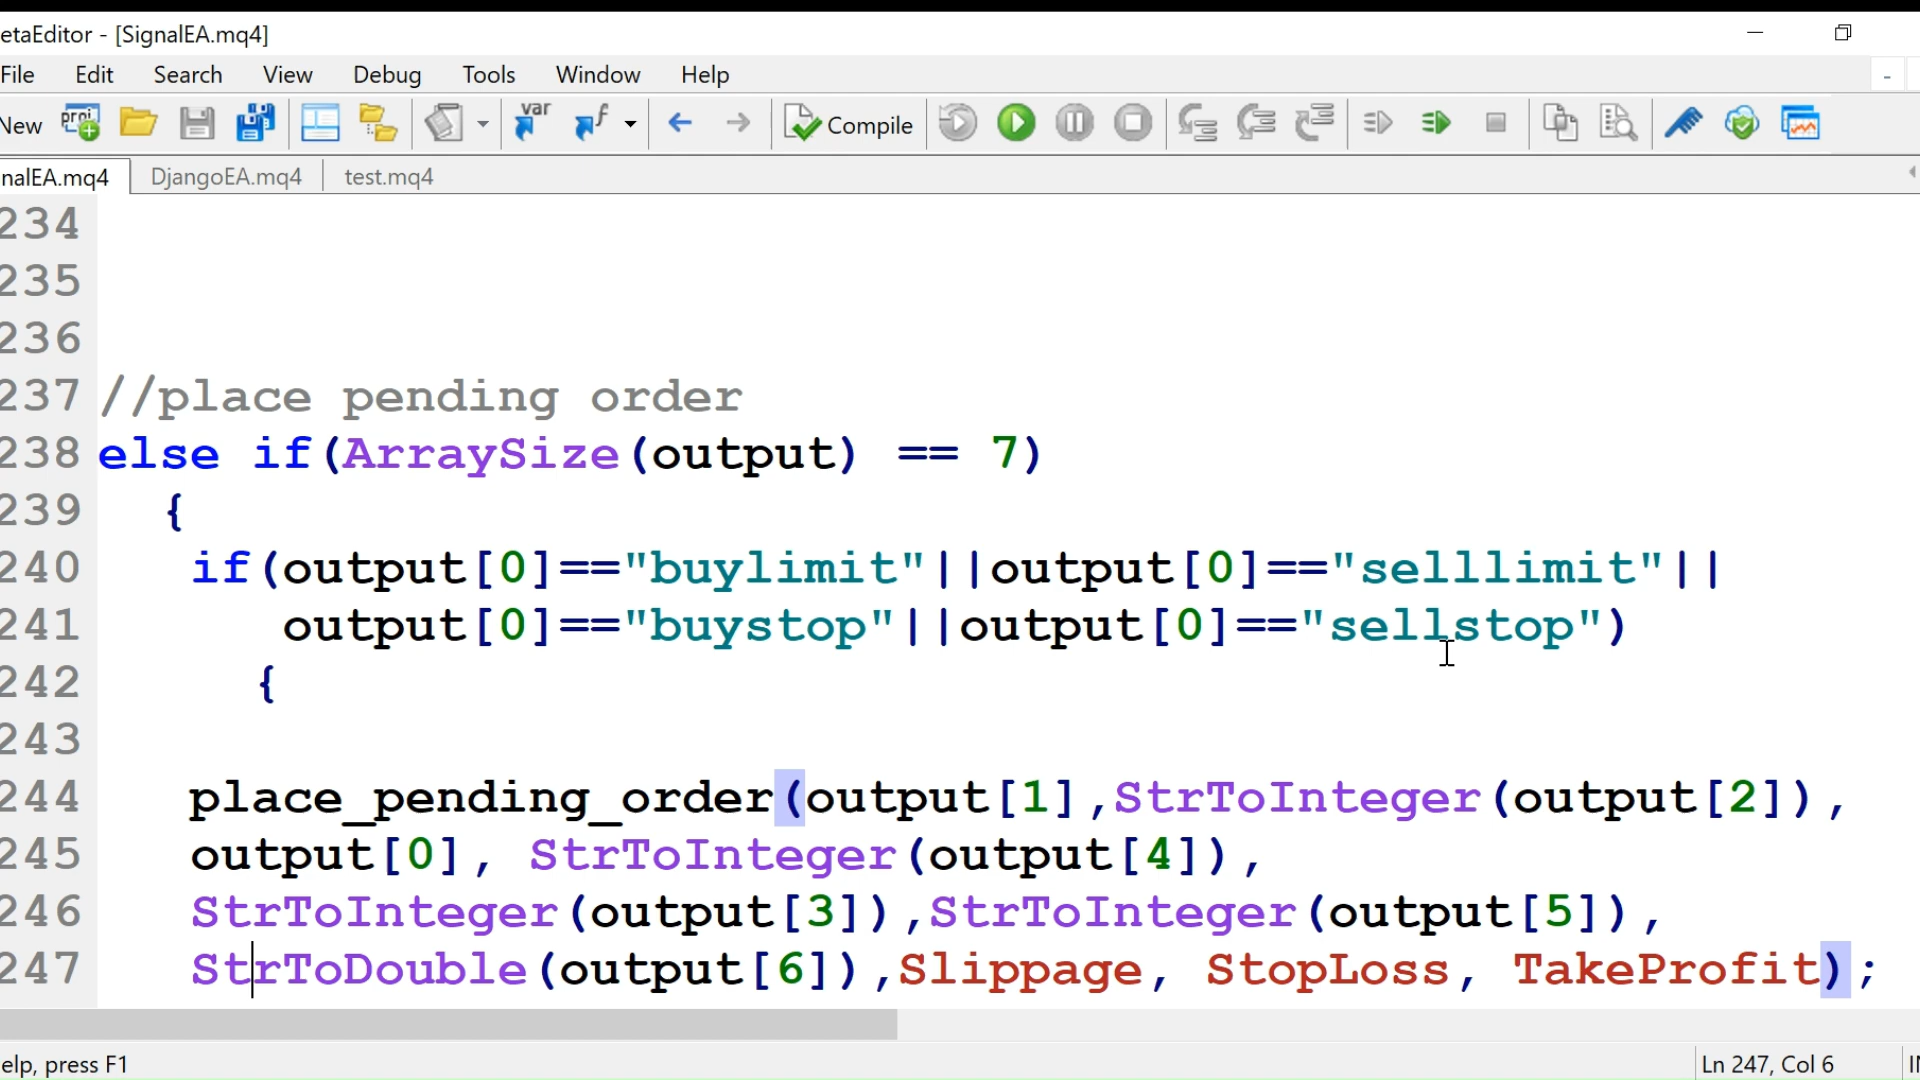 etaEditor - [SignalEA.mq4]
File Edit Search View Debug Tools Window Help
New proj var f Compile
nalEA.mq4 DjangoEA.mq4 test.mq4
234
235
236
237 //place pending order
238 else if(ArraySize(output) == 7)
239 {
240 if(output[0]=="buylimit"||output[0]=="selllimit"||
241 output[0]=="buystop"||output[0]=="sellstop")
242 {
243
244 place_pending_order(output[1],StrToInteger(output[2]),
245 output[0], StrToInteger(output[4]),
246 StrToInteger(output[3]),StrToInteger(output[5]),
247 StrToDouble(output[6]),Slippage, StopLoss, TakeProfit);
elp, press F1 Ln 247, Col 6